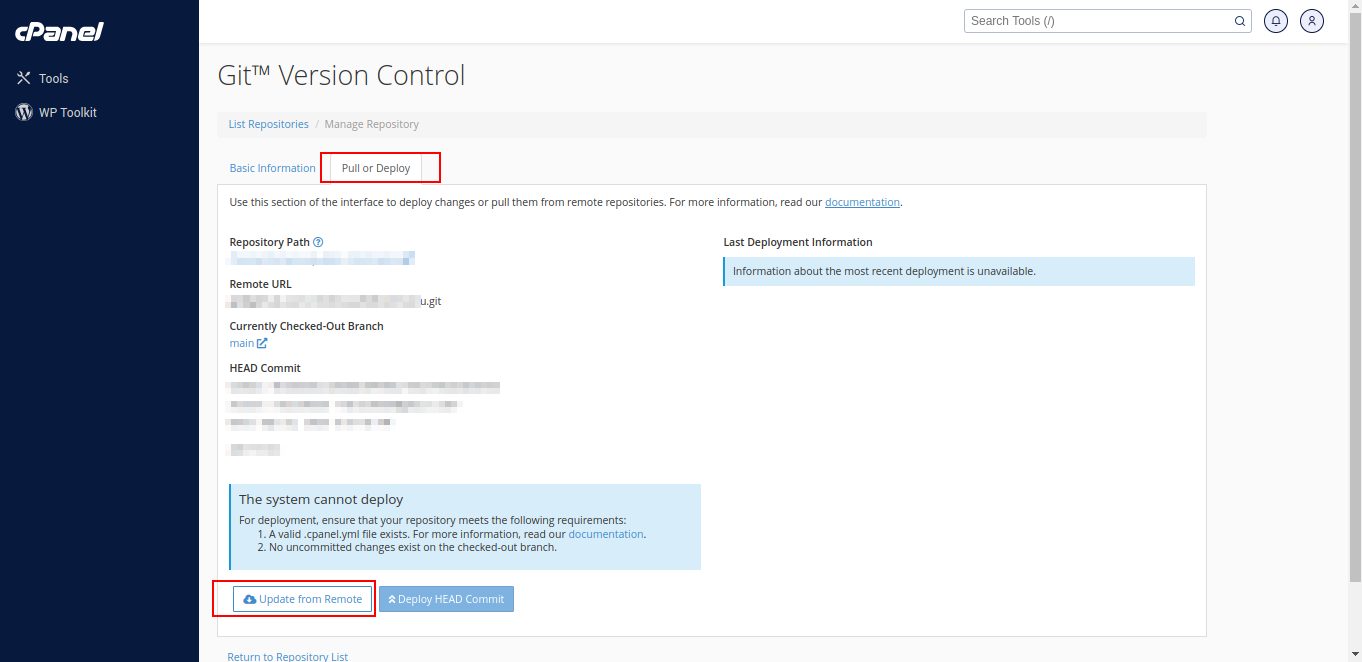 cPanel
Search Tools (/)
Tools
WP Toolkit
Git™ Version Control
List Repositories / Manage Repository
Basic Information
Pull or Deploy
Use this section of the interface to deploy changes or pull them from remote repositories. For more information, read our documentation.
Repository Path
Remote URL
u.git
Currently Checked-Out Branch
main
HEAD Commit
Last Deployment Information
Information about the most recent deployment is unavailable.
The system cannot deploy
For deployment, ensure that your repository meets the following requirements:
1. A valid .cpanel.yml file exists. For more information, read our documentation.
2. No uncommitted changes exist on the checked-out branch.
Update from Remote
Deploy HEAD Commit
Return to Repository List